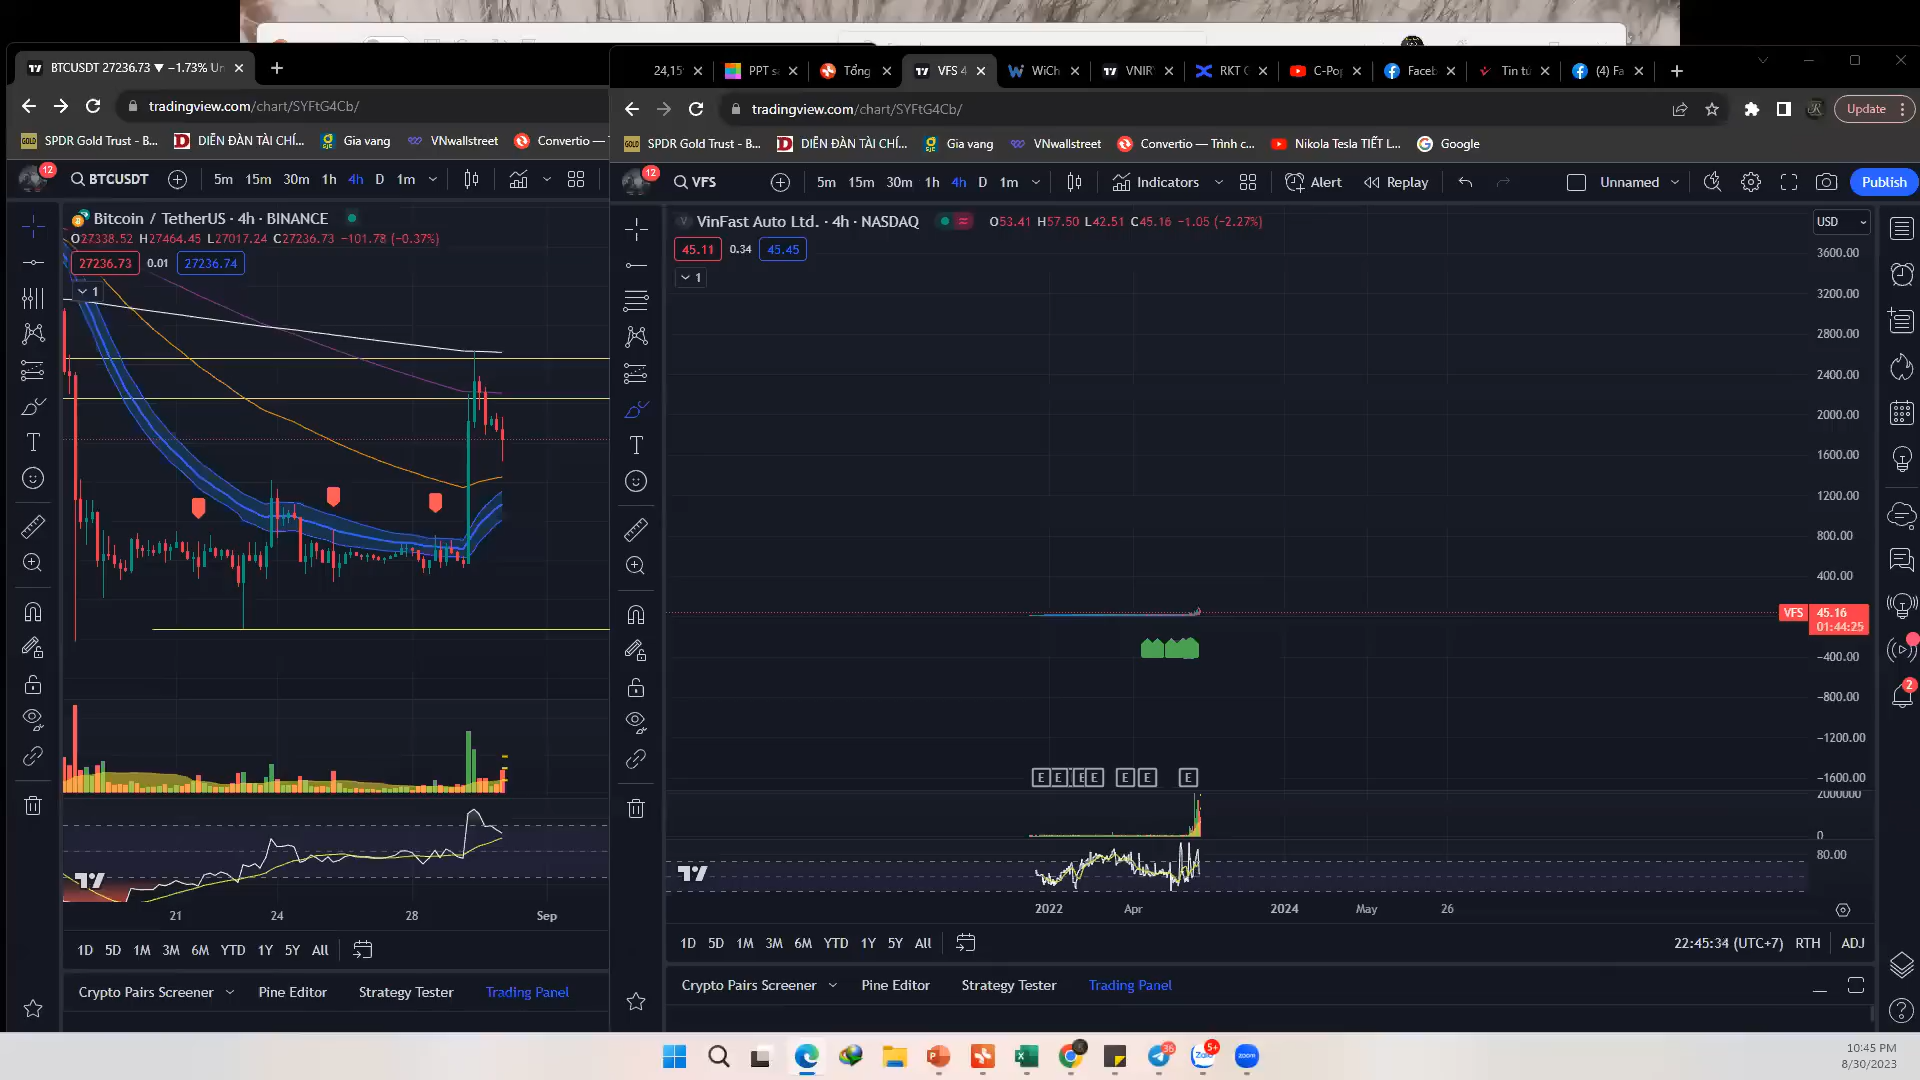 BTCUSDT 27236.73 ▼ −1.73% Un
tradingview.com/chart/SYFtG4Cb/
SPDR Gold Trust - B...
DIỄN ĐÀN TÀI CHÍ...
Gia vang
VNwallstreet
Convertio —
12
BTCUSDT
5m 15m 30m 1h 4h D 1m
Bitcoin / TetherUS · 4h · BINANCE
O27338.52 H27464.45 L27017.24 C27236.73 −101.78 (−0.37%)
27236.73 0.01 27236.74
1
21 24 28 Sep
1D 5D 1M 3M 6M YTD 1Y 5Y All
Crypto Pairs Screener Pine Editor Strategy Tester Trading Panel
24,15
PPT s
Tổng
VFS 4
WiCh
VNIR
RKT
C-Pop
Faceb
Tin tứ
(4) Fa
tradingview.com/chart/SYFtG4Cb/
Update
SPDR Gold Trust - B...
DIỄN ĐÀN TÀI CHÍ...
Gia vang
VNwallstreet
Convertio — Trình c...
Nikola Tesla TIẾT L...
Google
12
VFS
5m 15m 30m 1h 4h D 1m
Indicators
Alert
Replay
Unnamed
Publish
VinFast Auto Ltd. · 4h · NASDAQ
O53.41 H57.50 L42.51 C45.16 −1.05 (−2.27%)
USD
45.11 0.34 45.45
1
3600.00
3200.00
2800.00
2400.00
2000.00
1600.00
1200.00
800.00
400.00
VFS 45.16
01:44:25
−400.00
−800.00
−1200.00
−1600.00
E E E E E E E
2000000
0
80.00
2022 Apr 2024 May 26
1D 5D 1M 3M 6M YTD 1Y 5Y All
22:45:34 (UTC+7) RTH ADJ
Crypto Pairs Screener Pine Editor Strategy Tester Trading Panel
2
36
Zalo
5+
zoom
10:45 PM
8/30/2023